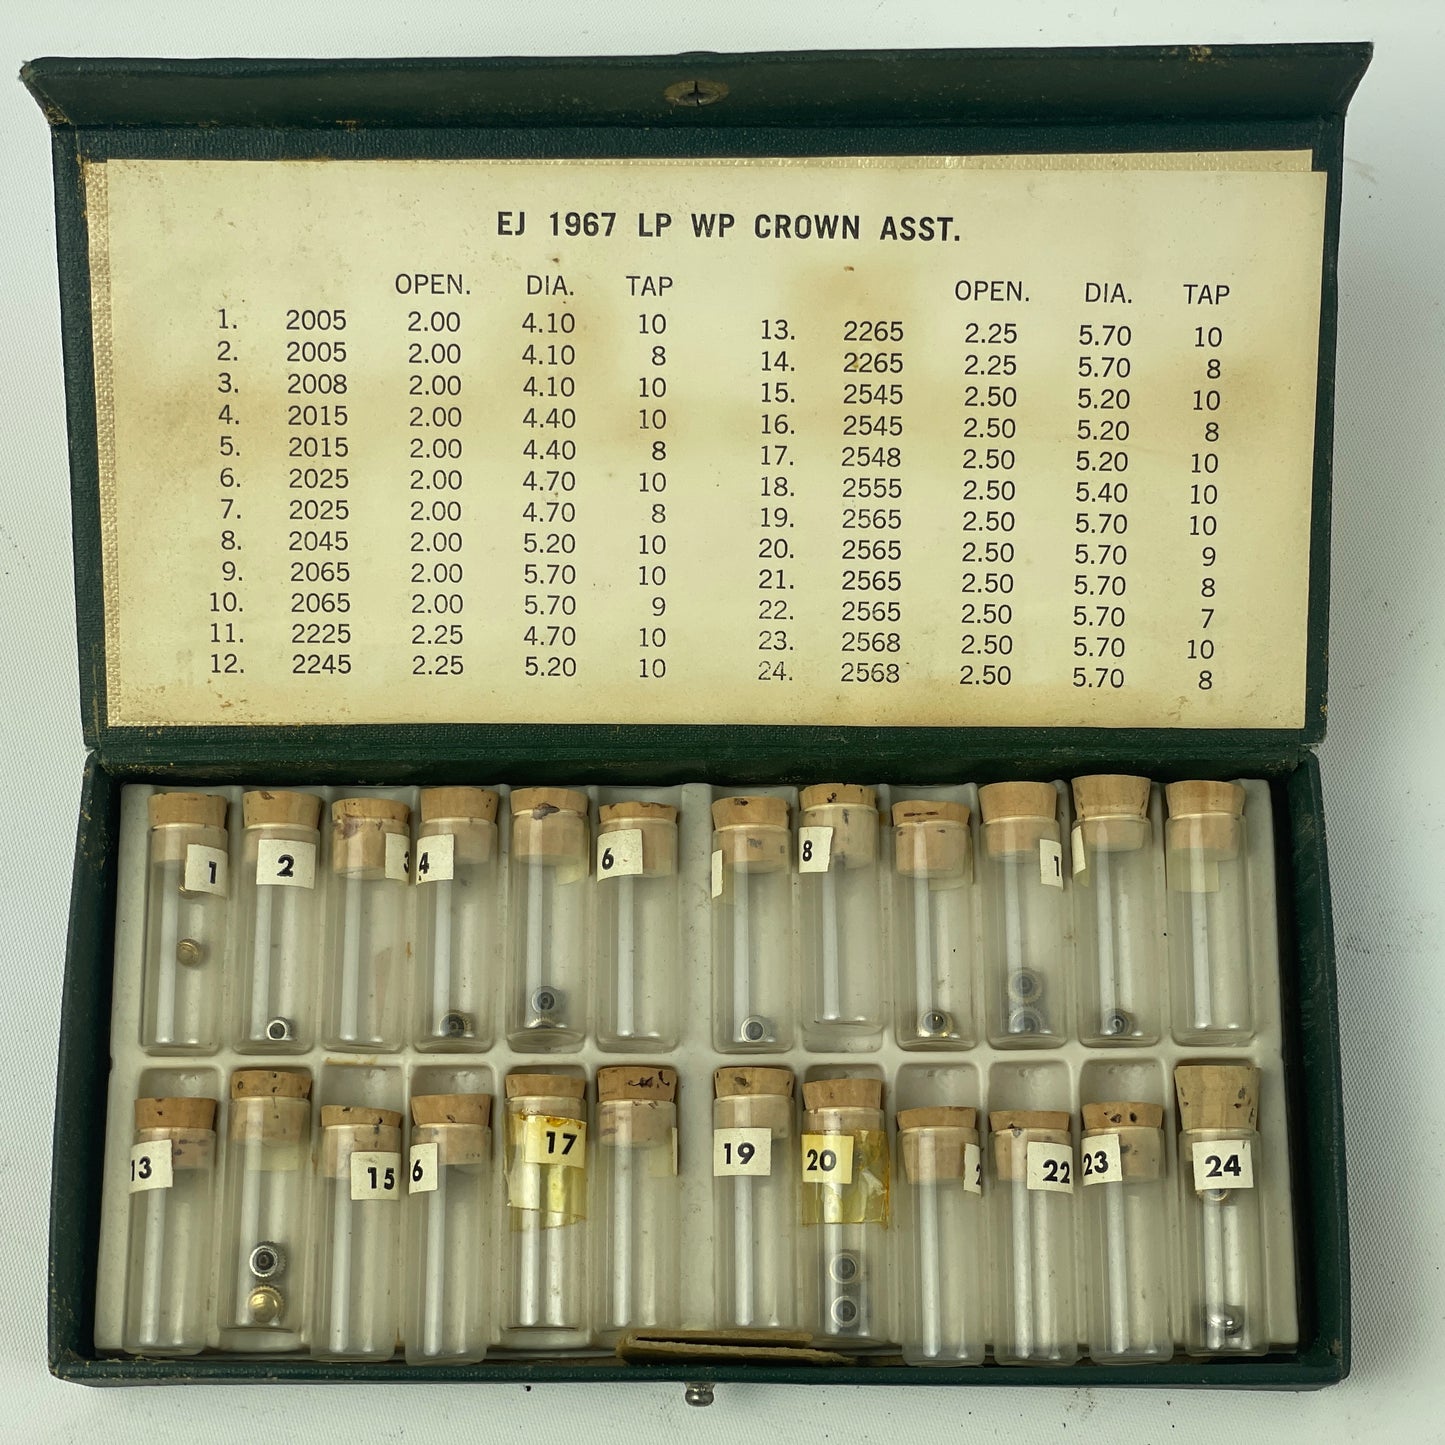 EJ 1967 LP WP CROWN ASST.
OPEN. DIA. TAP
1. 2005 2.00 4.10 10
2. 2005 2.00 4.10 8
3. 2008 2.00 4.10 10
4. 2015 2.00 4.40 10
5. 2015 2.00 4.40 8
6. 2025 2.00 4.70 10
7. 2025 2.00 4.70 8
8. 2045 2.00 5.20 10
9. 2065 2.00 5.70 10
10. 2065 2.00 5.70 9
11. 2225 2.25 4.70 10
12. 2245 2.25 5.20 10
OPEN. DIA. TAP
13. 2265 2.25 5.70 10
14. 2265 2.25 5.70 8
15. 2545 2.50 5.20 10
16. 2545 2.50 5.20 8
17. 2548 2.50 5.20 10
18. 2555 2.50 5.40 10
19. 2565 2.50 5.70 10
20. 2565 2.50 5.70 9
21. 2565 2.50 5.70 8
22. 2565 2.50 5.70 7
23. 2568 2.50 5.70 10
24. 2568 2.50 5.70 8
1
2
3
4
6
8
1
13
15
6
17
19
20
2
22
23
24